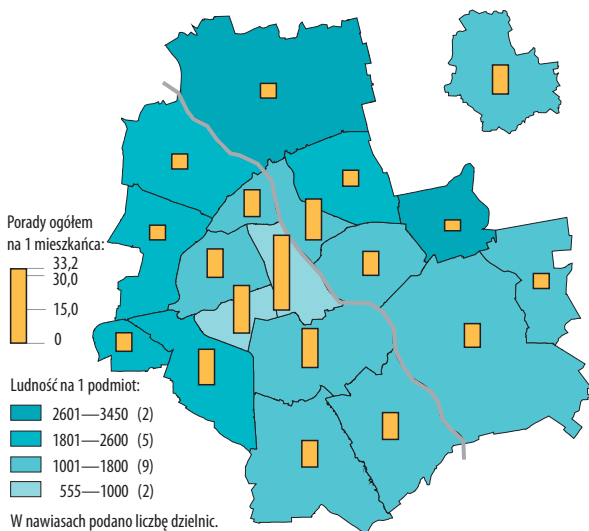 Porady ogółem
na 1 mieszkańca:
33,2
30,0
15,0
0
Ludność na 1 podmiot:
2601—3450 (2)
1801—2600 (5)
1001—1800 (9)
555—1000 (2)
W nawiasach podano liczbę dzielnic.